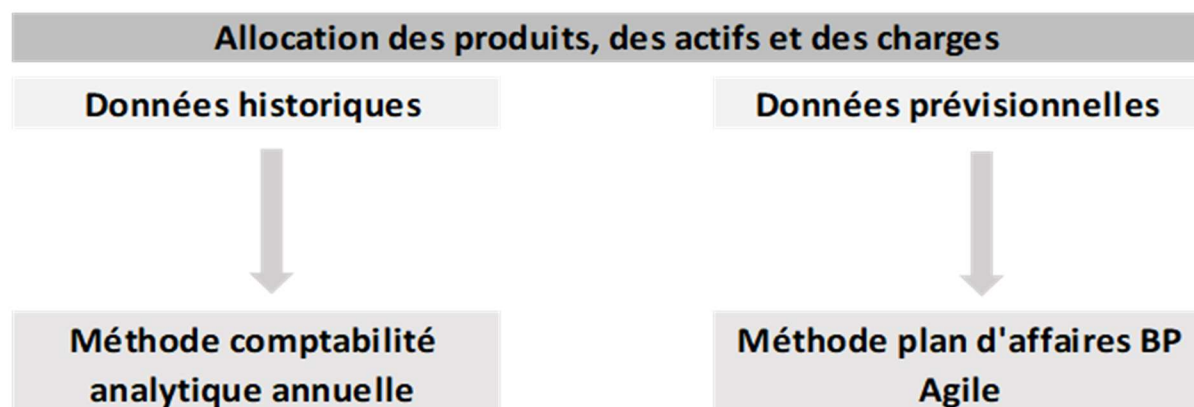 Allocation des produits, des actifs et des charges
Données historiques
Données prévisionnelles
Méthode comptabilité
analytique annuelle
Méthode plan d'affaires BP
Agile